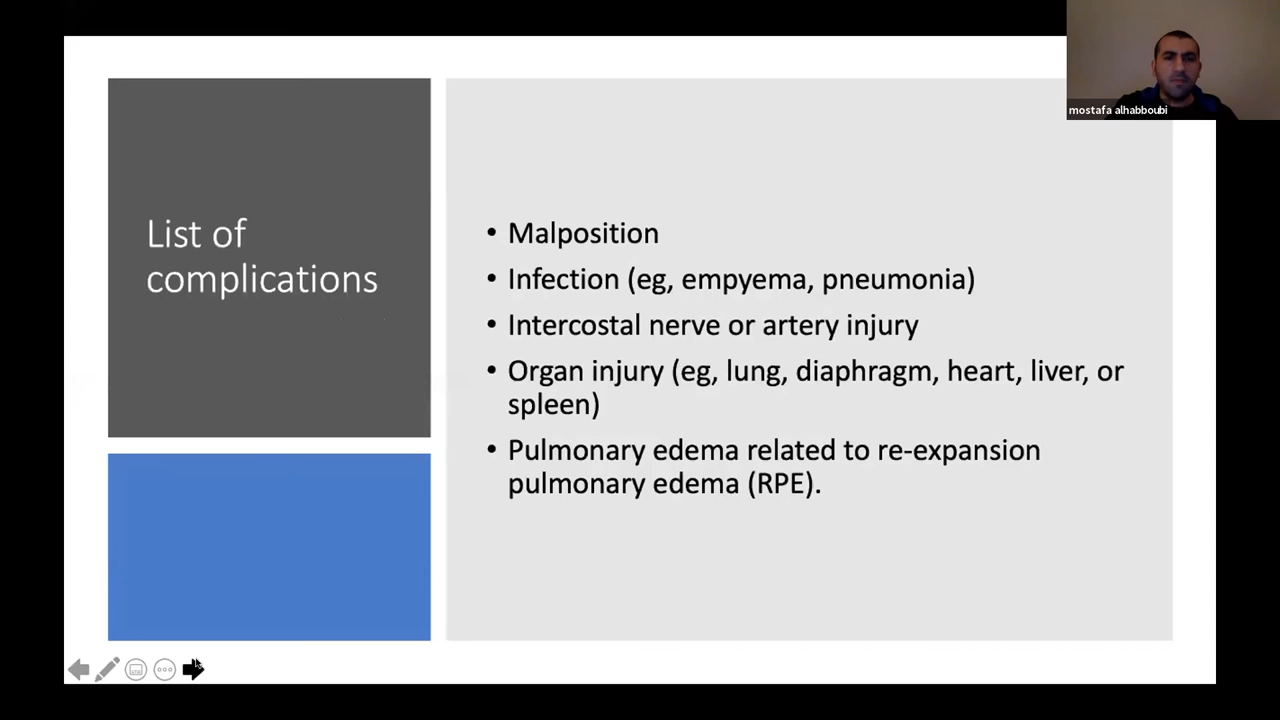 mostafa alhabboubi
List of
complications
• Malposition
• Infection (eg, empyema, pneumonia)
• Intercostal nerve or artery injury
• Organ injury (eg, lung, diaphragm, heart, liver, or
spleen)
• Pulmonary edema related to re-expansion
pulmonary edema (RPE).